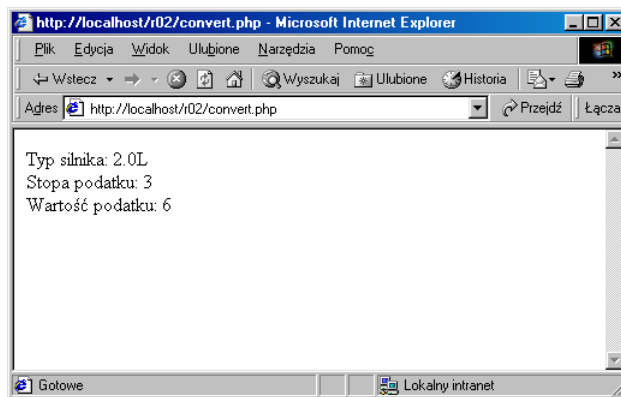 http://localhost/r02/convert.php - Microsoft Internet Explorer
Plik Edycja Widok Ulubione Narzędzia Pomoc
Wstecz Wyszukaj Ulubione Historia »
Adres http://localhost/r02/convert.php Przejdź Łącza
Typ silnika: 2.0L
Stopa podatku: 3
Wartość podatku: 6
Gotowe Lokalny intranet